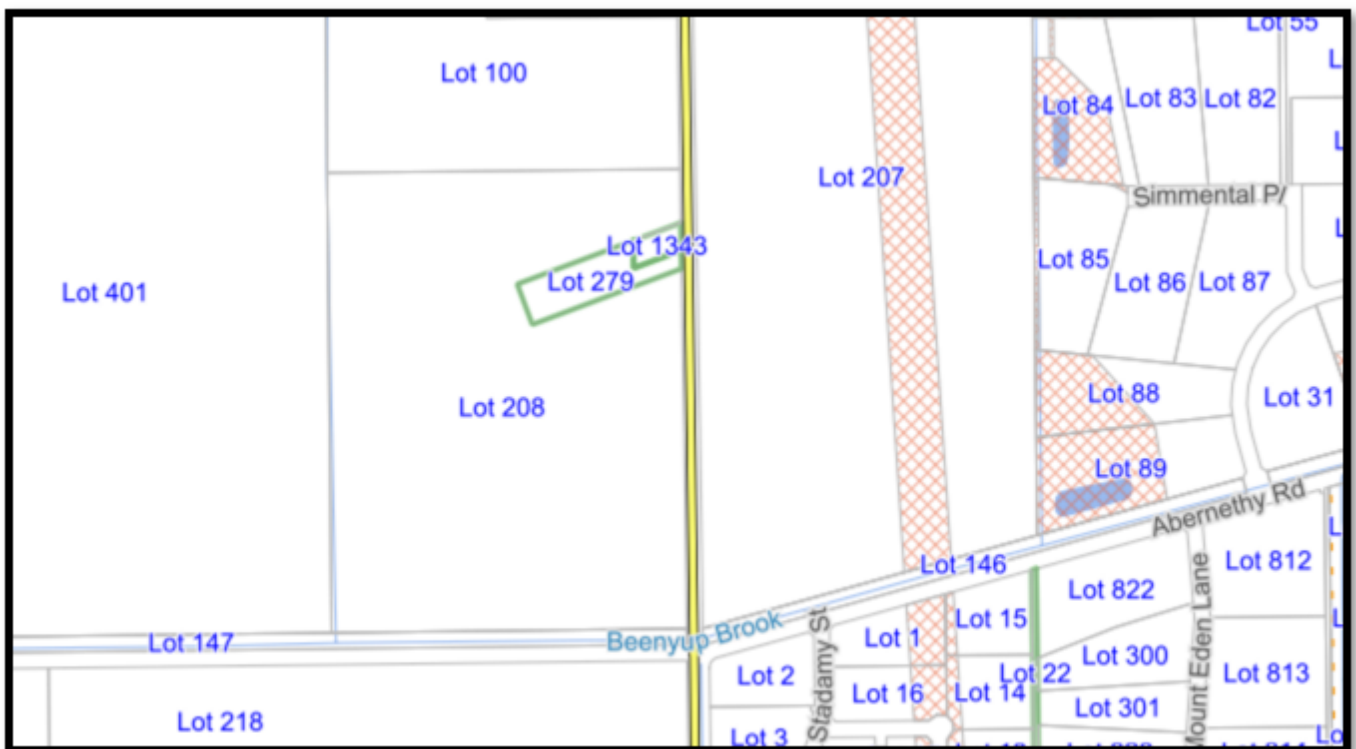 Lot 55
Lot 100
Lot 84
Lot 83
Lot 82
Lot 207
Simmental Pl
Lot 1343
Lot 279
Lot 401
Lot 85
Lot 86
Lot 87
Lot 208
Lot 88
Lot 31
Lot 89
Abernethy Rd
Lot 146
Lot 812
Lot 822
Lot 15
Beenyup Brook
Stadamy St
Lot 1
Lot 147
Mount Eden Lane
Lot 300
Lot 22
Lot 2
Lot 16
Lot 14
Lot 813
Lot 301
Lot 218
Lot 3
Lo